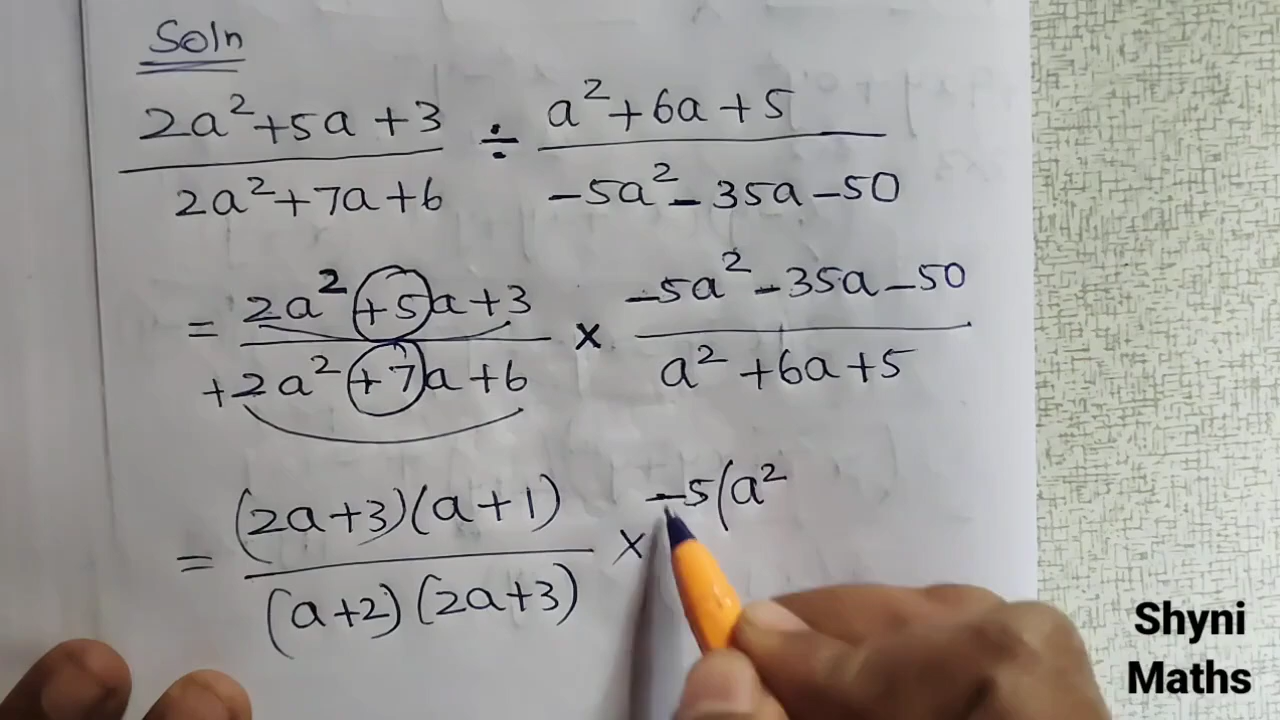 Soln
2a²+5a+3 ÷ a²+6a+5
2a²+7a+6 -5a²-35a-50
= 2a²+5a+3 × -5a²-35a-50
+2a²+7a+6 a²+6a+5
= (2a+3)(a+1) × -5(a²
(a+2)(2a+3)
Shyni
Maths